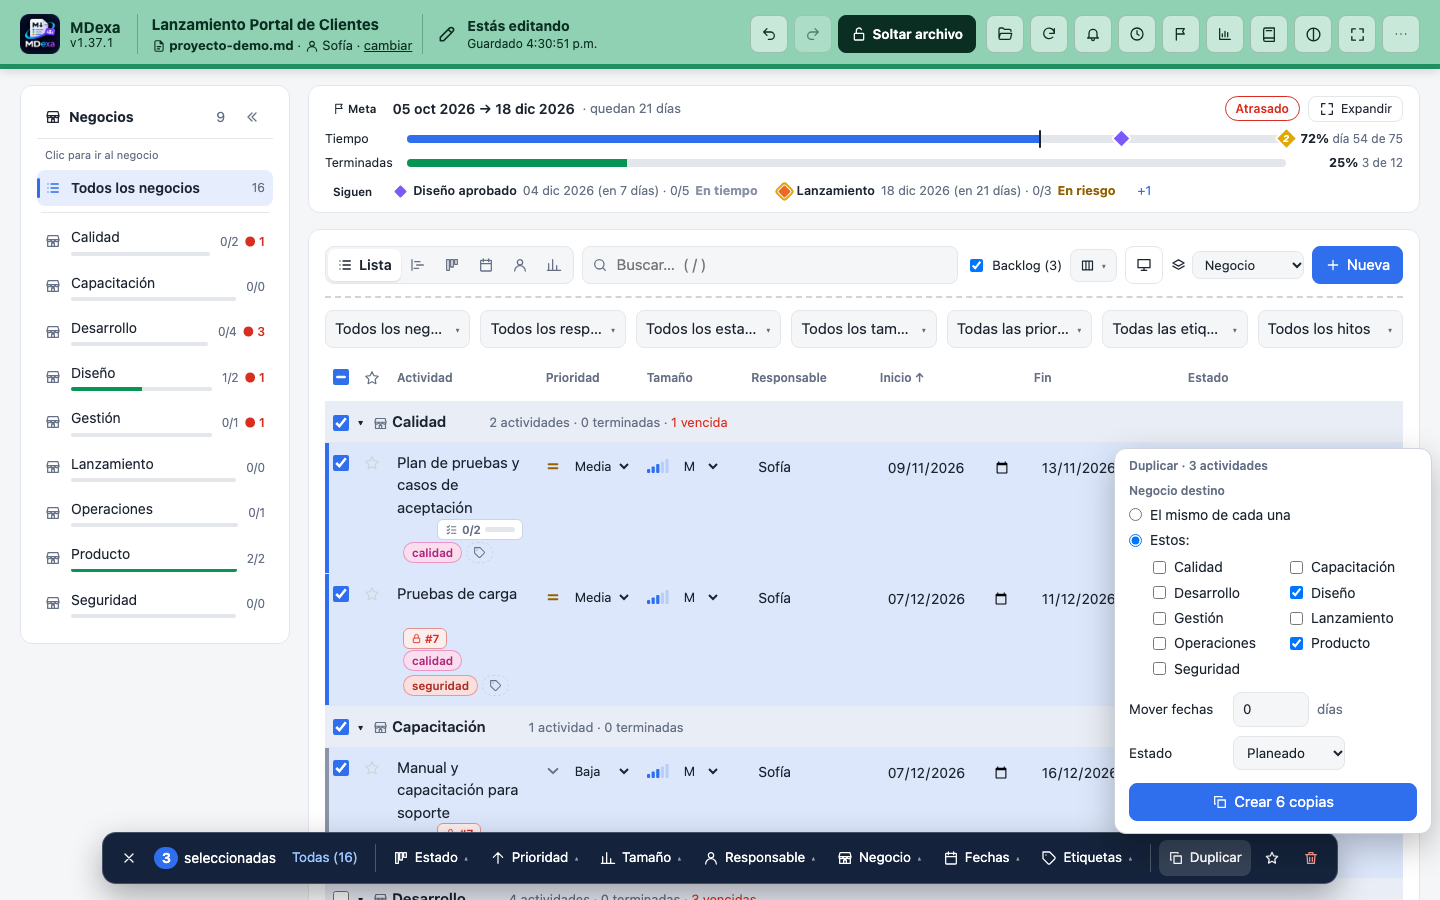 MDexa
v1.37.1
Lanzamiento Portal de Clientes
proyecto-demo.md · Sofía · cambiar
Estás editando
Guardado 4:30:51 p.m.
Soltar archivo
Negocios 9
Clic para ir al negocio
Todos los negocios 16
Calidad 0/2 1
Capacitación 0/0
Desarrollo 0/4 3
Diseño 1/2 1
Gestión 0/1 1
Lanzamiento 0/0
Operaciones 0/1
Producto 2/2
Seguridad 0/0
Meta 05 oct 2026 → 18 dic 2026 · quedan 21 días Atrasado Expandir
Tiempo 2 72% día 54 de 75
Terminadas 25% 3 de 12
Siguen Diseño aprobado 04 dic 2026 (en 7 días) · 0/5 En tiempo Lanzamiento 18 dic 2026 (en 21 días) · 0/3 En riesgo +1
Lista Buscar... ( / ) Backlog (3) Negocio + Nueva
Todos los neg... Todos los resp... Todos los esta... Todos los tam... Todas las prior... Todas las etiq... Todos los hitos
Actividad Prioridad Tamaño Responsable Inicio ↑ Fin Estado
Calidad 2 actividades · 0 terminadas · 1 vencida
Plan de pruebas y casos de aceptación Media M Sofía 09/11/2026 13/11/2026
0/2
calidad
Pruebas de carga Media M Sofía 07/12/2026 11/12/2026
#7
calidad
seguridad
Capacitación 1 actividad · 0 terminadas
Manual y capacitación para soporte Baja M Sofía 07/12/2026 16/12/2026
#7
Desarrollo 4 actividades · 0 terminadas · 3 vencidas
Duplicar · 3 actividades
Negocio destino
El mismo de cada una
Estos:
Calidad Capacitación
Desarrollo Diseño
Gestión Lanzamiento
Operaciones Producto
Seguridad
Mover fechas 0 días
Estado Planeado
Crear 6 copias
3 seleccionadas Todas (16) Estado Prioridad Tamaño Responsable Negocio Fechas Etiquetas Duplicar